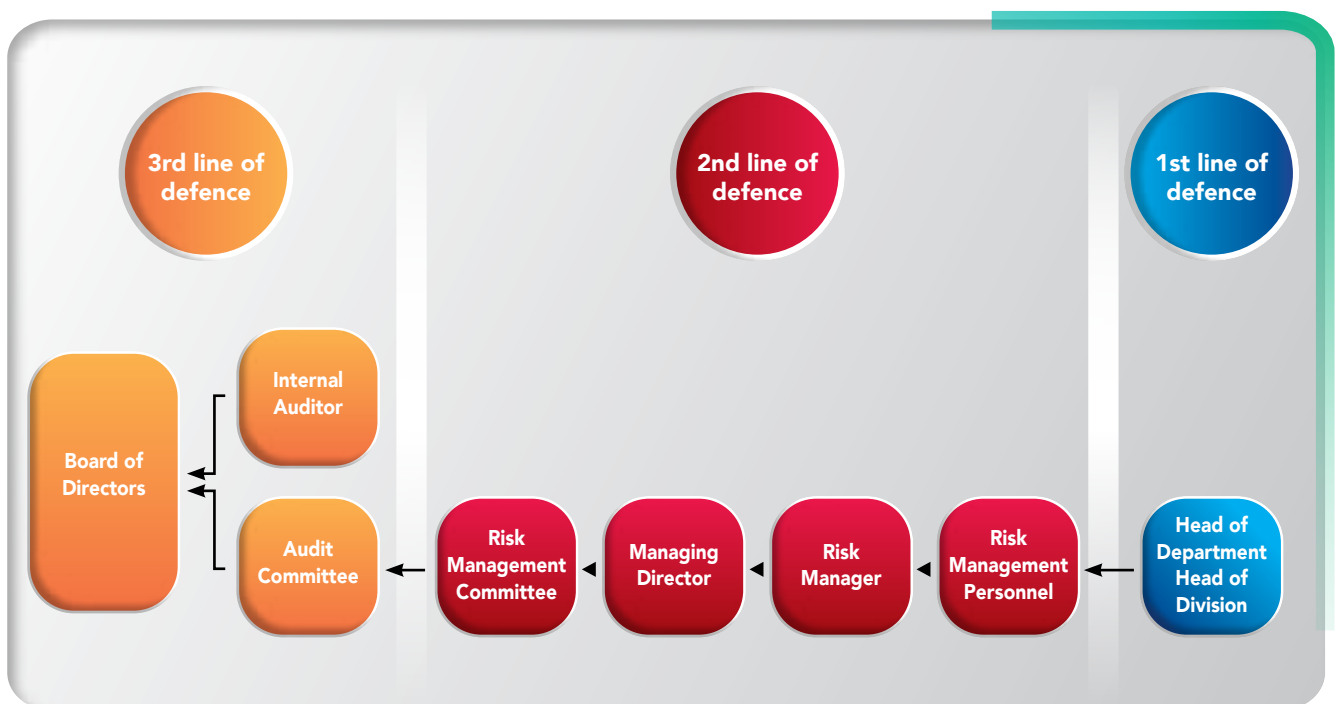 3rd line of
defence
2nd line of
defence
1st line of
defence
Internal
Auditor
Board of
Directors
Audit
Committee
Risk
Management
Committee
Managing
Director
Risk
Manager
Risk
Management
Personnel
Head of
Department
Head of
Division